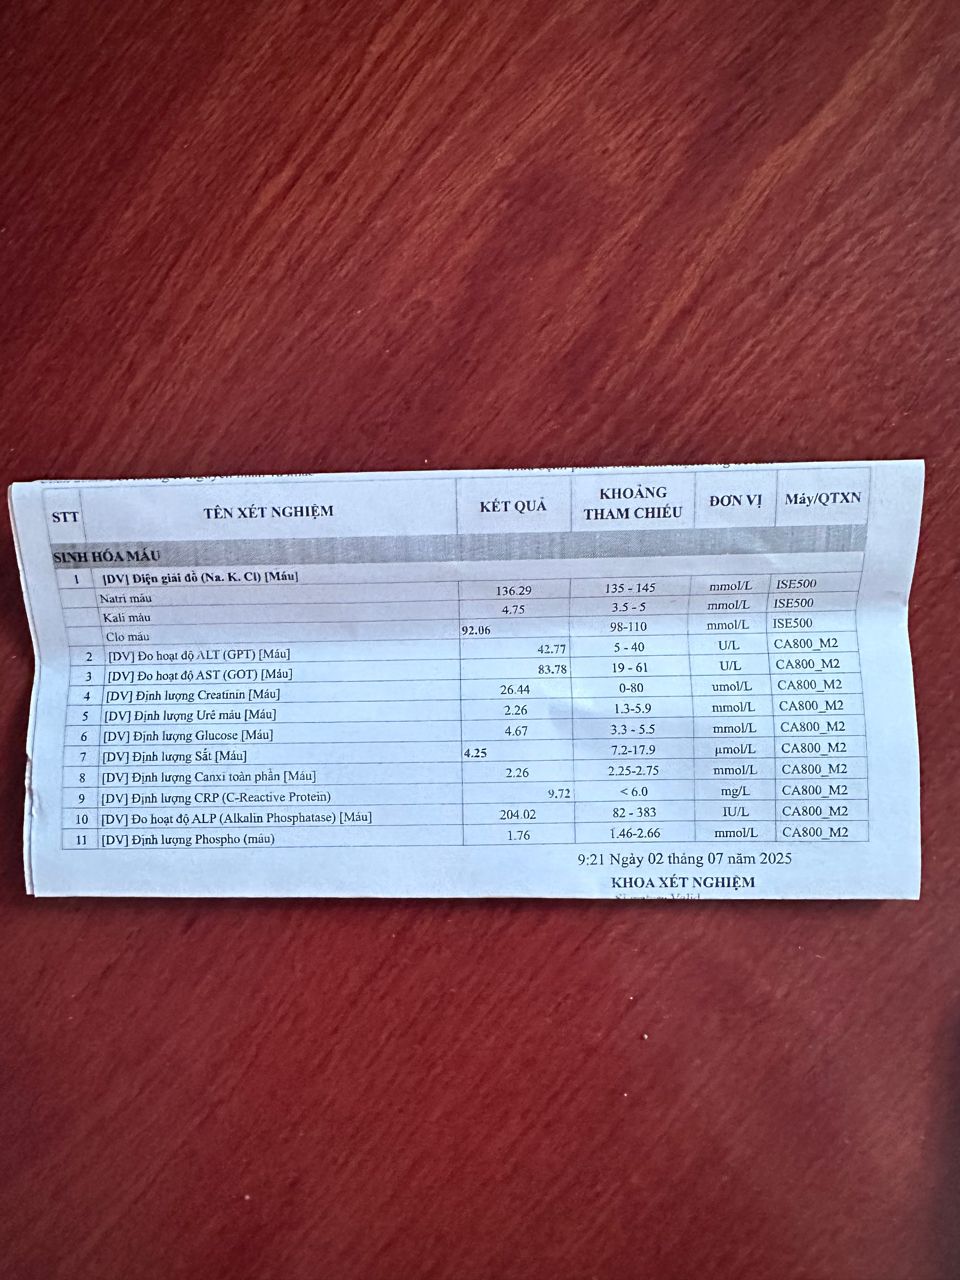 STT TÊN XÉT NGHIỆM KẾT QUẢ KHOẢNG THAM CHIẾU ĐƠN VỊ Máy/QTXN
SINH HÓA MÁU
1 [DV] Điện giải đồ (Na. K. Cl) [Máu]
Natri máu 136.29 135 - 145 mmol/L ISE500
Kali máu 4.75 3.5 - 5 mmol/L ISE500
Clo máu 92.06 98-110 mmol/L ISE500
2 [DV] Đo hoạt độ ALT (GPT) [Máu] 42.77 5 - 40 U/L CA800_M2
3 [DV] Đo hoạt độ AST (GOT) [Máu] 83.78 19 - 61 U/L CA800_M2
4 [DV] Định lượng Creatinin [Máu] 26.44 0-80 umol/L CA800_M2
5 [DV] Định lượng Urê máu [Máu] 2.26 1.3-5.9 mmol/L CA800_M2
6 [DV] Định lượng Glucose [Máu] 4.67 3.3 - 5.5 mmol/L CA800_M2
7 [DV] Định lượng Sắt [Máu] 4.25 7.2-17.9 µmol/L CA800_M2
8 [DV] Định lượng Canxi toàn phần [Máu] 2.26 2.25-2.75 mmol/L CA800_M2
9 [DV] Định lượng CRP (C-Reactive Protein) 9.72 < 6.0 mg/L CA800_M2
10 [DV] Đo hoạt độ ALP (Alkalin Phosphatase) [Máu] 204.02 82 - 383 IU/L CA800_M2
11 [DV] Định lượng Phospho (máu) 1.76 1.46-2.66 mmol/L CA800_M2
9:21 Ngày 02 tháng 07 năm 2025
KHOA XÉT NGHIỆM